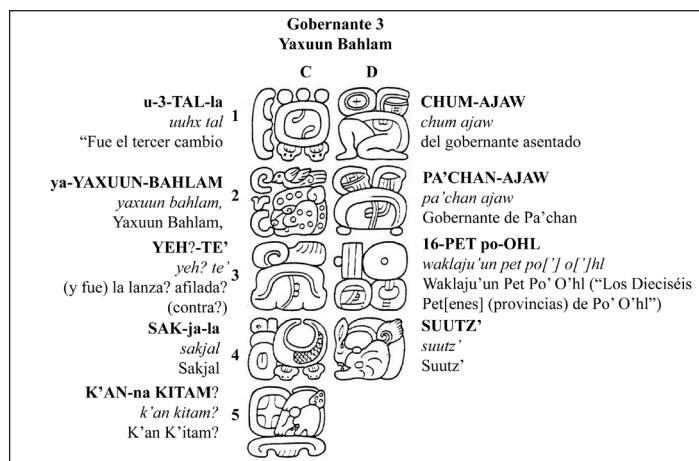 Gobernante 3
Yaxuun Bahlam
C D
u-3-TAL-la
uuhx tal
“Fue el tercer cambio
1
CHUM-AJAW
chum ajaw
del gobernante asentado
ya-YAXUUN-BAHLAM
yaxuun bahlam,
Yaxuun Bahlam,
2
PA’CHAN-AJAW
pa’chan ajaw
Gobernante de Pa’chan
YEH?-TE’
yeh? te’
(y fue) la lanza? afilada?
(contra?)
3
16-PET po-OHL
waklaju’un pet po[’] o[’]hl
Waklaju’un Pet Po’ O’hl (“Los Dieciséis
Pet[enes] (provincias) de Po’ O’hl”)
SAK-ja-la
sakjal
Sakjal
4
SUUTZ’
suutz’
Suutz’
K’AN-na KITAM?
k’an kitam?
K’an K’itam?
5